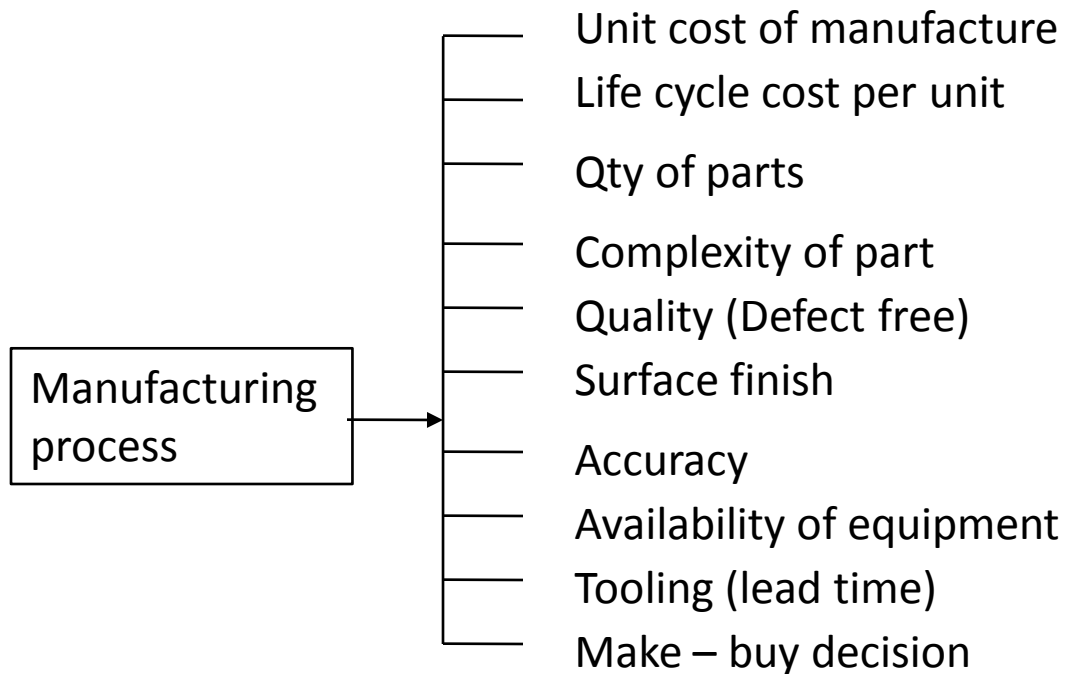 Unit cost of manufacture
Life cycle cost per unit
Qty of parts
Complexity of part
Quality (Defect free)
Surface finish
Manufacturing
process
Accuracy
Availability of equipment
Tooling (lead time)
Make – buy decision